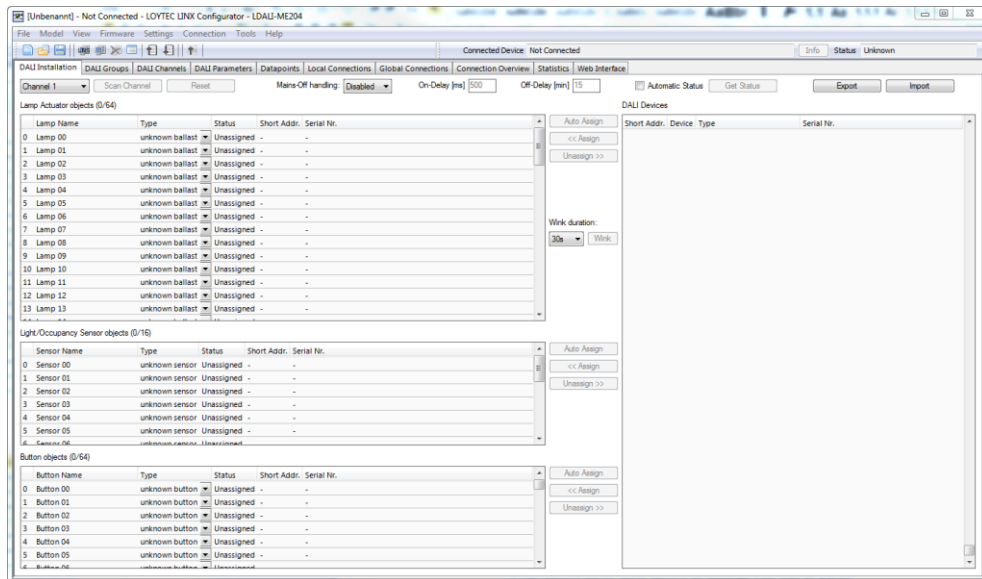 [Unbenannt] - Not Connected - LOYTEC LINX Configurator - LDALI-ME204
File Model View Firmware Settings Connection Tools Help
Connected Device Not Connected Info Status Unknown
DALI Installation DALI Groups DALI Channels DALI Parameters Datapoints Local Connections Global Connections Connection Overview Statistics Web Interface
Channel 1 Scan Channel Reset Mains-Off handling: Disabled On-Delay [ms] 500 Off-Delay [min] 15 Automatic Status Get Status Export Import
Lamp Actuator objects (0/64) DALI Devices
Lamp Name Type Status Short Addr. Serial Nr. Auto Assign Short Addr. Device Type Serial Nr.
0 Lamp 00 unknown ballast Unassigned - - << Assign
1 Lamp 01 unknown ballast Unassigned - - Unassign >>
2 Lamp 02 unknown ballast Unassigned - -
3 Lamp 03 unknown ballast Unassigned - -
4 Lamp 04 unknown ballast Unassigned - -
5 Lamp 05 unknown ballast Unassigned - -
6 Lamp 06 unknown ballast Unassigned - - Wink duration:
7 Lamp 07 unknown ballast Unassigned - - 30s Wink
8 Lamp 08 unknown ballast Unassigned - -
9 Lamp 09 unknown ballast Unassigned - -
10 Lamp 10 unknown ballast Unassigned - -
11 Lamp 11 unknown ballast Unassigned - -
12 Lamp 12 unknown ballast Unassigned - -
13 Lamp 13 unknown ballast Unassigned - -
Light/Occupancy Sensor objects (0/16)
Sensor Name Type Status Short Addr. Serial Nr. Auto Assign
0 Sensor 00 unknown sensor Unassigned - - << Assign
1 Sensor 01 unknown sensor Unassigned - - Unassign >>
2 Sensor 02 unknown sensor Unassigned - -
3 Sensor 03 unknown sensor Unassigned - -
4 Sensor 04 unknown sensor Unassigned - -
5 Sensor 05 unknown sensor Unassigned - -
6 Sensor 06 unknown sensor Unassigned
Button objects (0/64)
Button Name Type Status Short Addr. Serial Nr. Auto Assign
0 Button 00 unknown button Unassigned - - << Assign
1 Button 01 unknown button Unassigned - - Unassign >>
2 Button 02 unknown button Unassigned - -
3 Button 03 unknown button Unassigned - -
4 Button 04 unknown button Unassigned - -
5 Button 05 unknown button Unassigned - -
6 Button 06 unknown button Unassigned